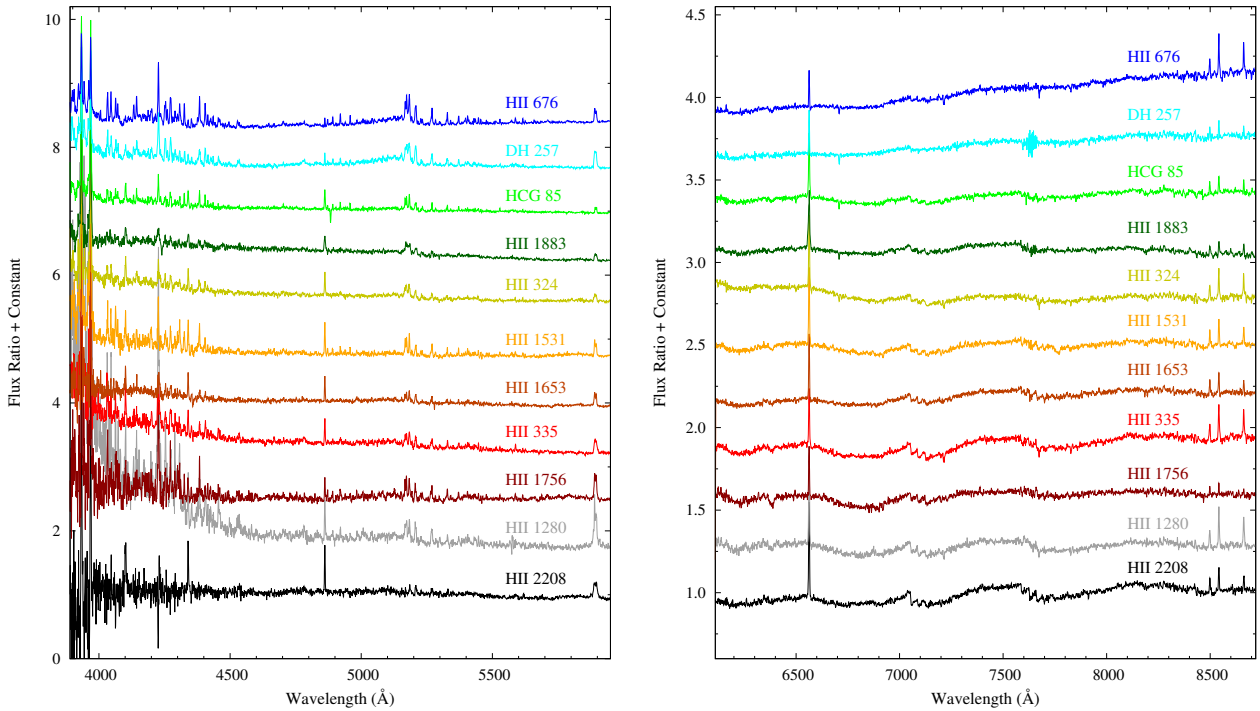 Flux Ratio + Constant
10
8
6
4
2
0
HII 676
DH 257
HCG 85
HII 1883
HII 324
HII 1531
HII 1653
HII 335
HII 1756
HII 1280
HII 2208
4000
4500
5000
5500
Wavelength (Å)
Flux Ratio + Constant
4.5
4.0
3.5
3.0
2.5
2.0
1.5
1.0
HII 676
DH 257
HCG 85
HII 1883
HII 324
HII 1531
HII 1653
HII 335
HII 1756
HII 1280
HII 2208
6500
7000
7500
8000
8500
Wavelength (Å)